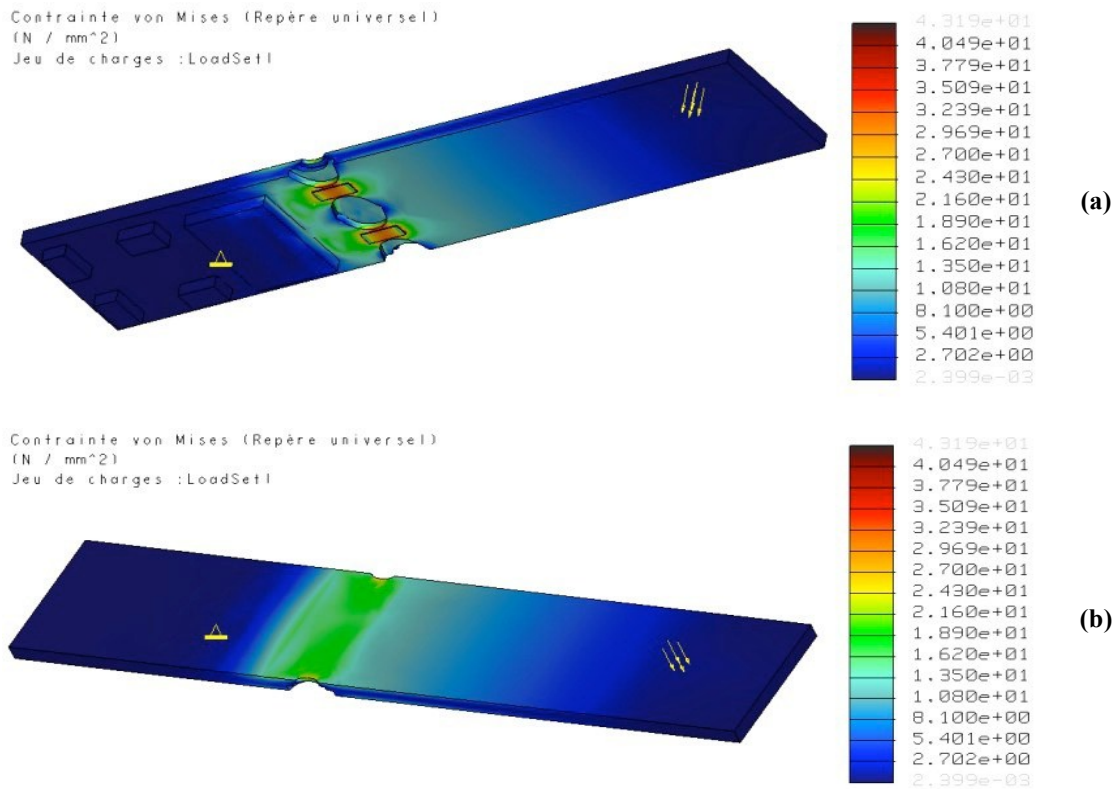 Contrainte von Mises (Repère universel)
(N / mm^2)
Jeu de charges :LoadSet1
4.319e+01
4.049e+01
3.779e+01
3.509e+01
3.239e+01
2.969e+01
2.700e+01
2.430e+01
2.160e+01
1.890e+01
1.620e+01
1.350e+01
1.080e+01
8.100e+00
5.401e+00
2.702e+00
2.399e-03
(a)
Contrainte von Mises (Repère universel)
(N / mm^2)
Jeu de charges :LoadSet1
4.319e+01
4.049e+01
3.779e+01
3.509e+01
3.239e+01
2.969e+01
2.700e+01
2.430e+01
2.160e+01
1.890e+01
1.620e+01
1.350e+01
1.080e+01
8.100e+00
5.401e+00
2.702e+00
2.399e-03
(b)